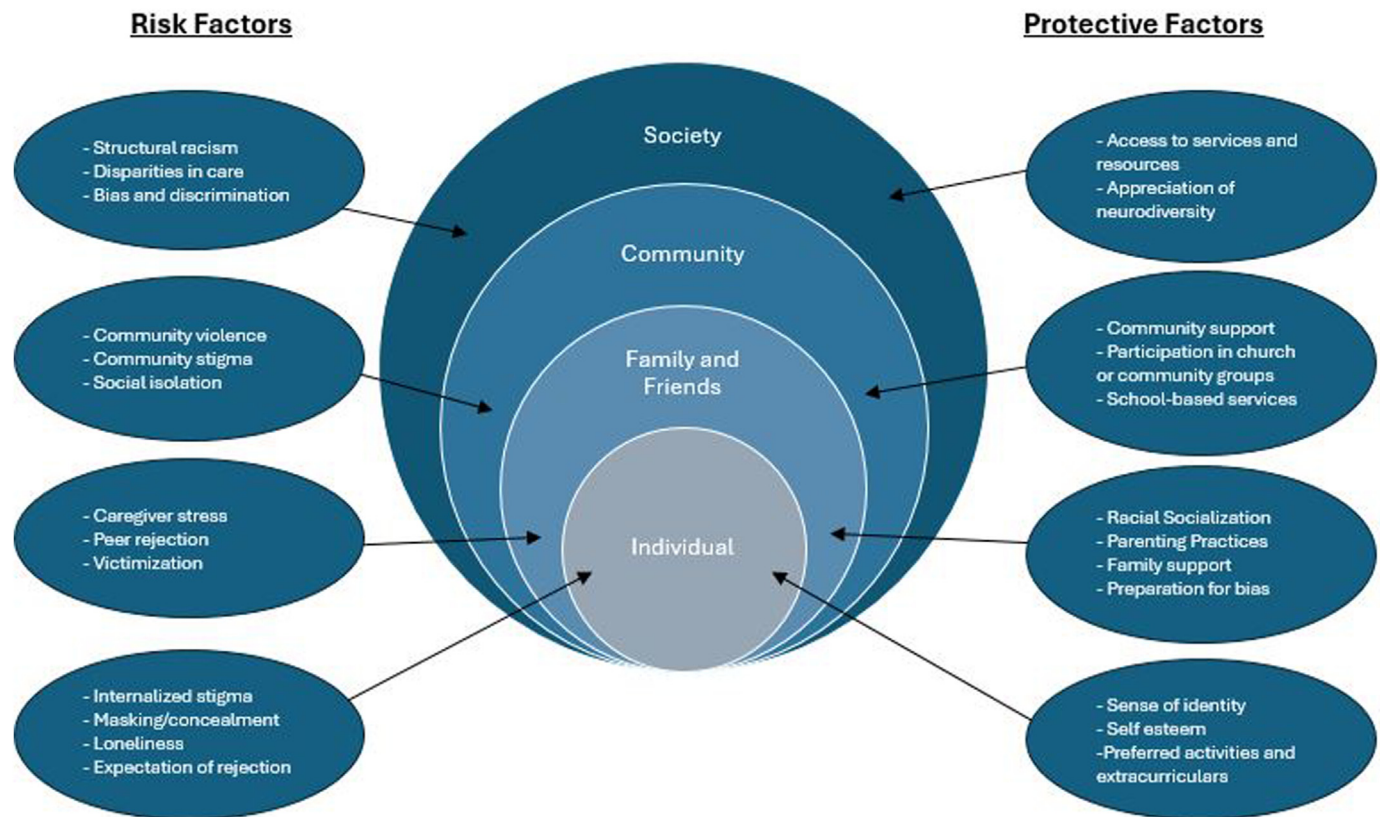 Risk Factors
Protective Factors
- Structural racism
- Disparities in care
- Bias and discrimination
- Community violence
- Community stigma
- Social isolation
- Caregiver stress
- Peer rejection
- Victimization
- Internalized stigma
- Masking/concealment
- Loneliness
- Expectation of rejection
Society
Community
Family and
Friends
Individual
- Access to services and
resources
- Appreciation of
neurodiversity
- Community support
- Participation in church
or community groups
- School-based services
- Racial Socialization
- Parenting Practices
- Family support
- Preparation for bias
- Sense of identity
- Self esteem
-Preferred activities and
extracurriculars